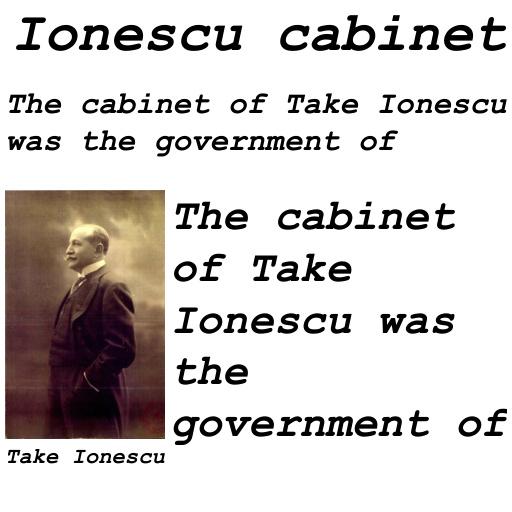 Ionescu cabinet
The cabinet of Take Ionescu
was the government of
The cabinet
of Take
Ionescu was
the
government of
Take Ionescu